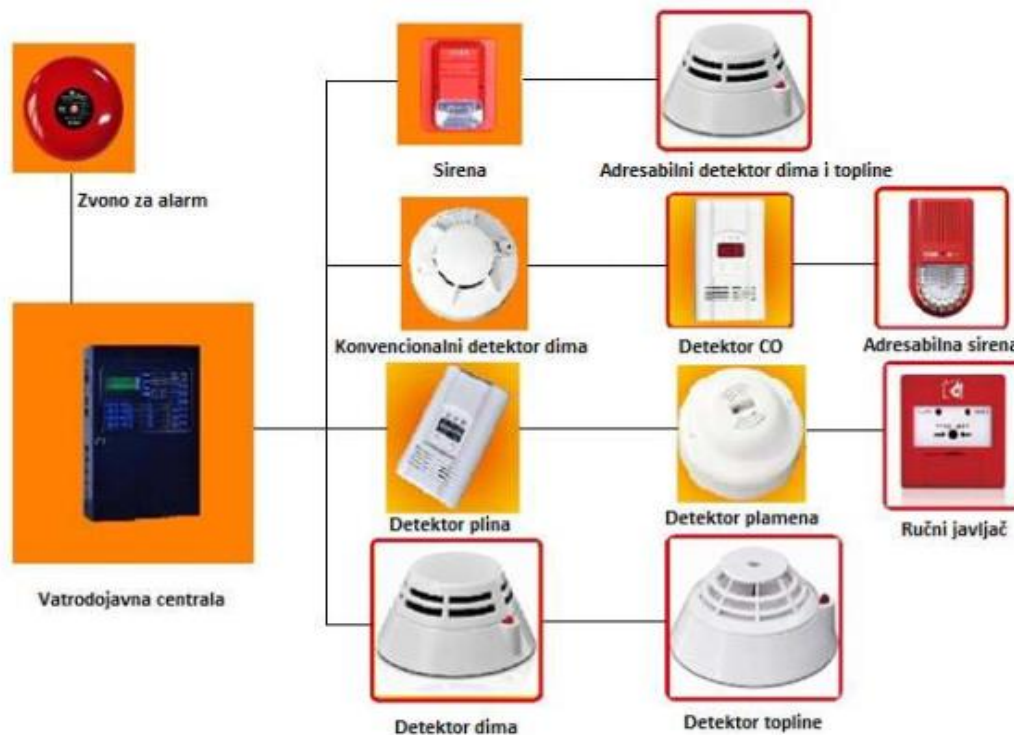 Zvono za alarm
Sirena
Adresabilni detektor dima i topline
Konvencionalni detektor dima
Detektor CO
Adresabilna sirena
Vatrodojavna centrala
Detektor plina
Detektor plamena
Ručni javljač
Detektor dima
Detektor topline